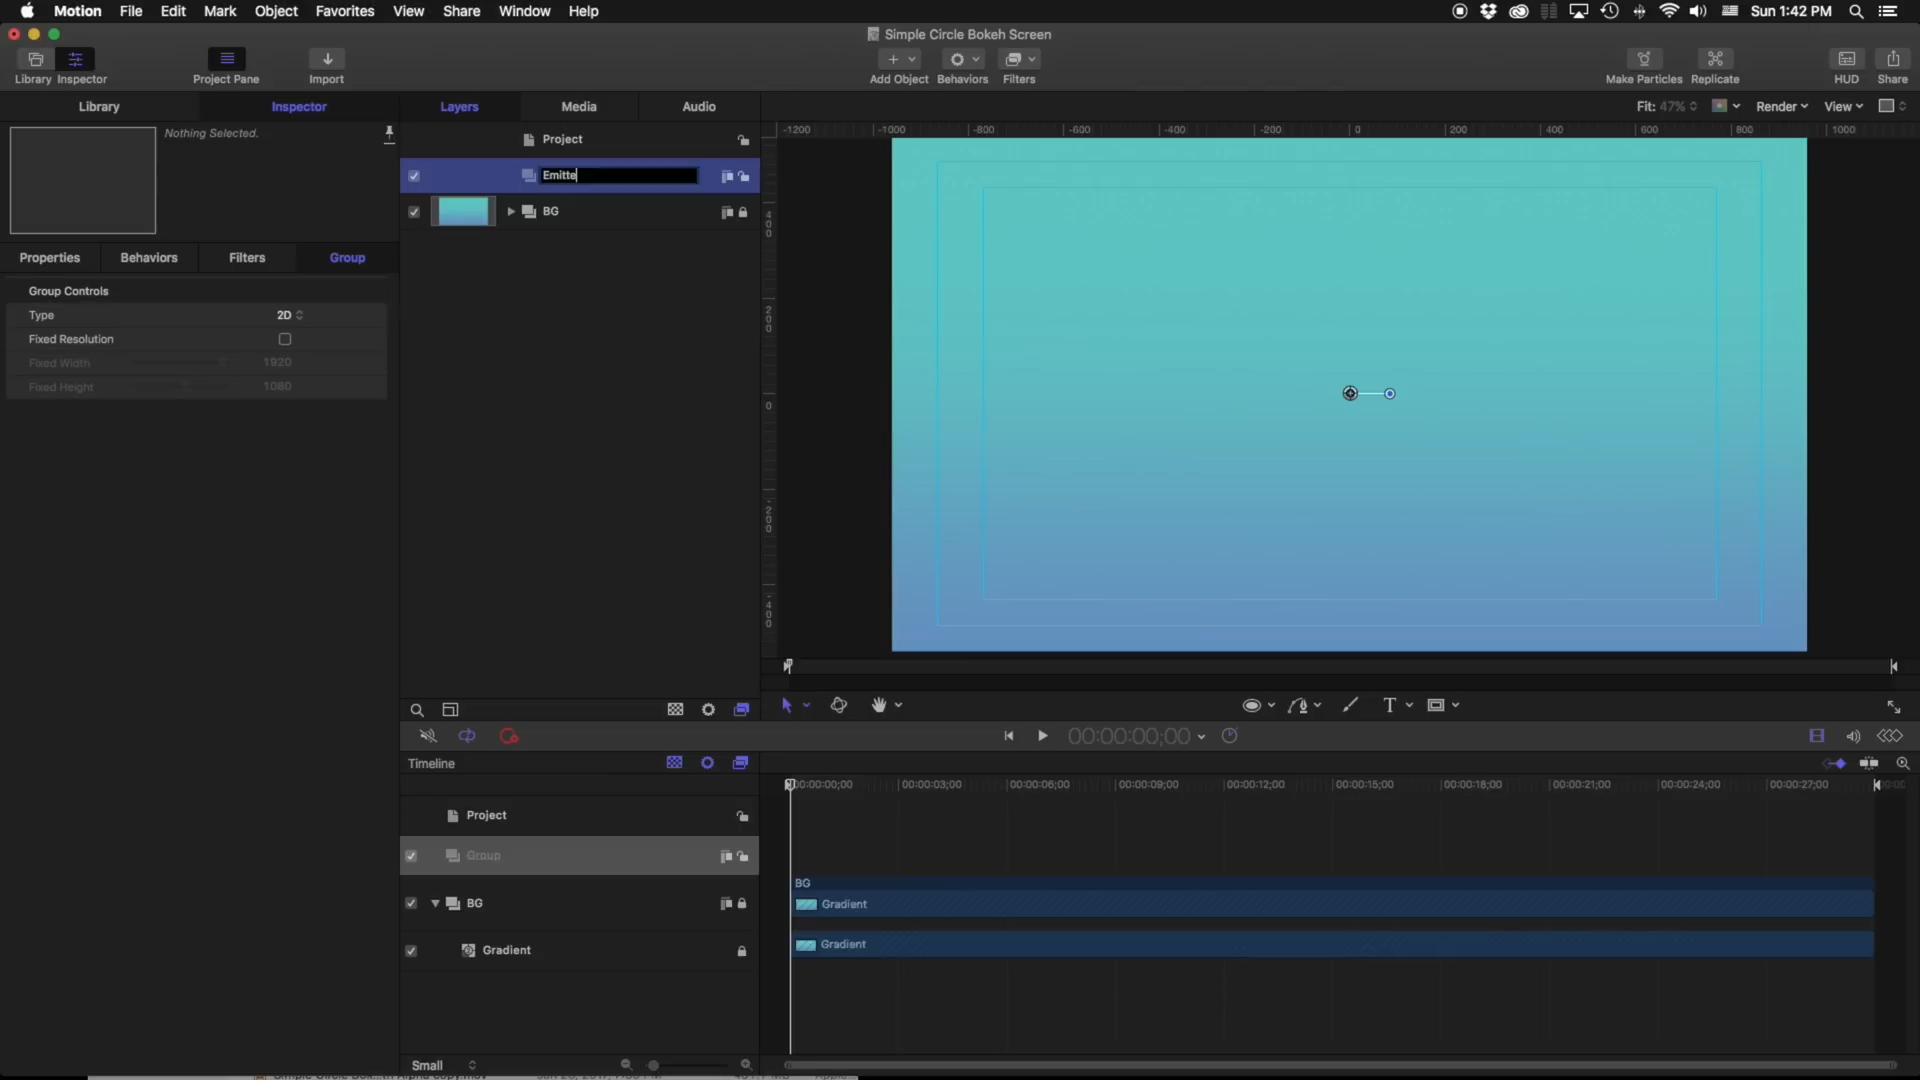 Motion File Edit Mark Object Favorites View Share Window Help Sun 1:42 PM
Simple Circle Bokeh Screen
Library Inspector Project Pane Import Add Object Behaviors Filters Make Particles Replicate HUD Share
Library Inspector Layers Media Audio Fit: 47% Render View
Nothing Selected.
-1200 -1000 -800 -600 -400 -200 0 200 400 600 800 1000
Project
Emitte
BG
400
200
0
-200
-400
Properties Behaviors Filters Group
Group Controls
Type 2D
Fixed Resolution
Fixed Width 1920
Fixed Height 1080
T
00:00:00;00
Timeline
00:00:00;00 00:00:03;00 00:00:06;00 00:00:09;00 00:00:12;00 00:00:15;00 00:00:18;00 00:00:21;00 00:00:24;00 00:00:27;00
Project
Group
BG
Gradient
BG
Gradient
Gradient
Small